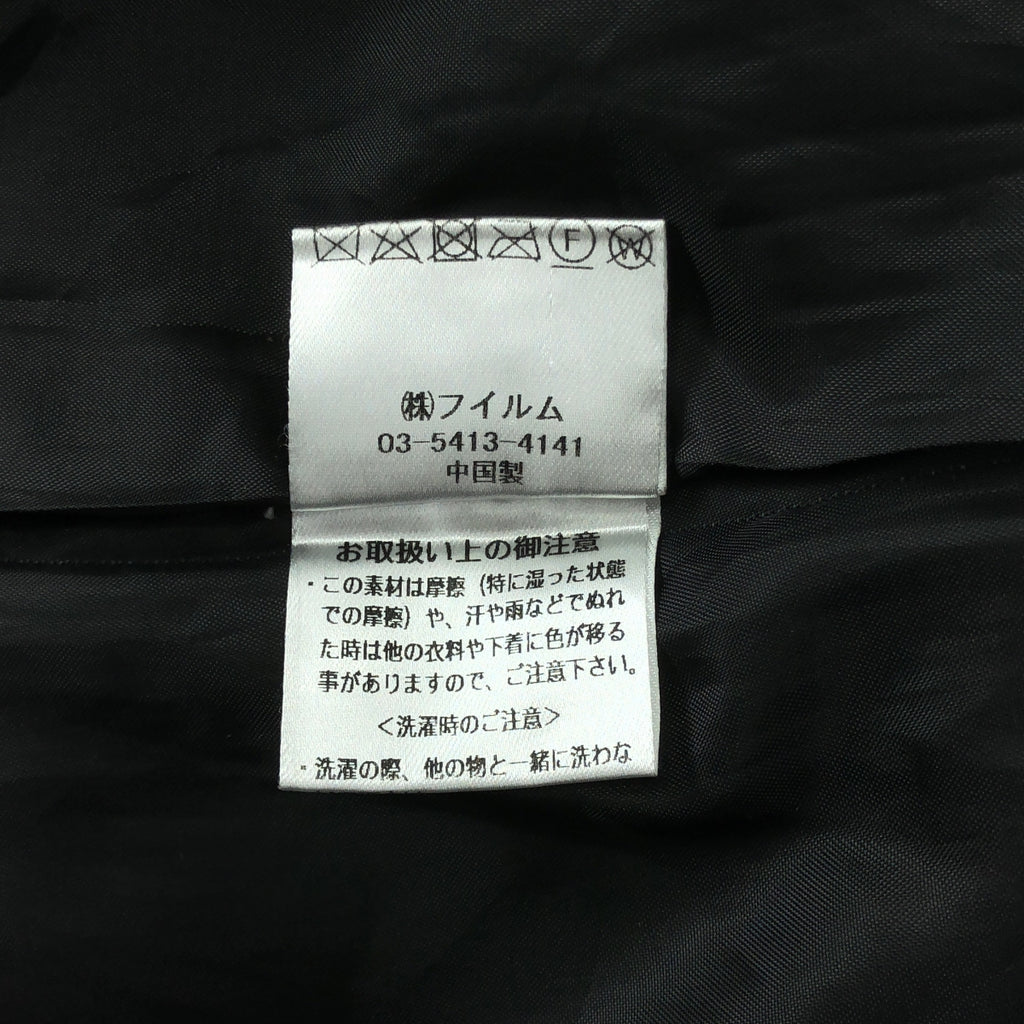 F W
㈱フイルム
03-5413-4141
中国製
お取扱い上の御注意
・この素材は摩擦（特に湿った状態
での摩擦）や、汗や雨などでぬれ
た時は他の衣料や下着に色が移る
事がありますので、ご注意下さい。
＜洗濯時のご注意＞
・洗濯の際、他の物と一緒に洗わな